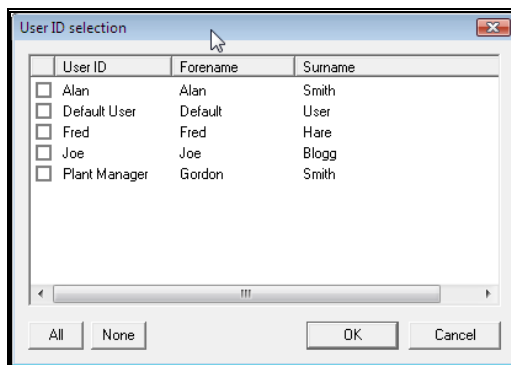 User ID selection
User ID Forename Surname
Alan Alan Smith
Default User Default User
Fred Fred Hare
Joe Joe Blogg
Plant Manager Gordon Smith
All None OK Cancel